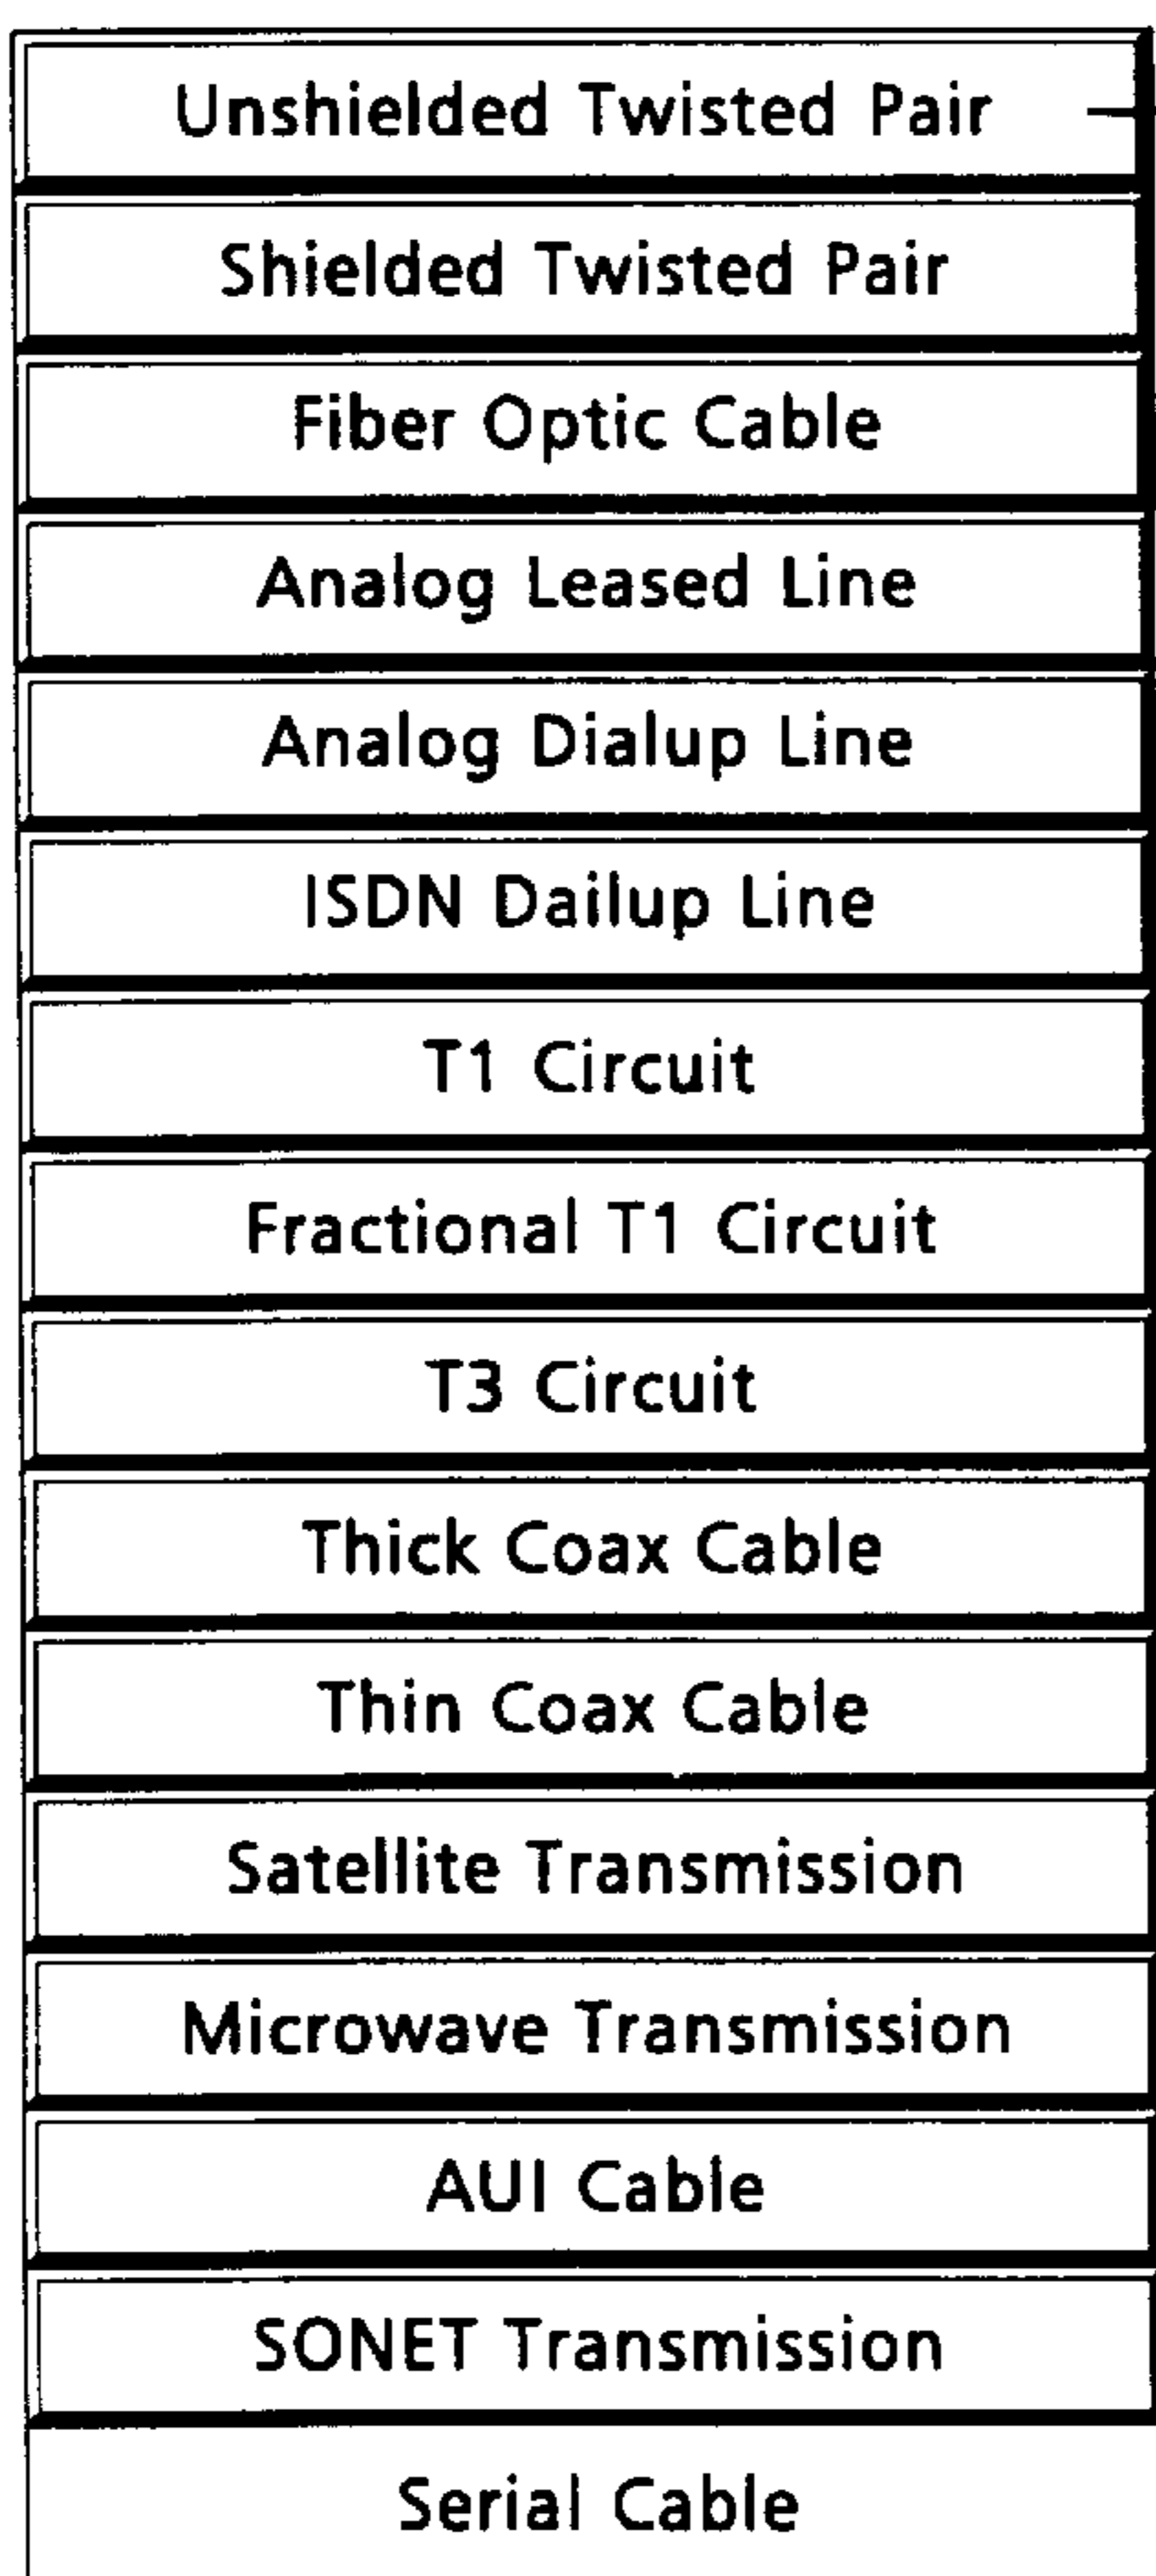 Unshielded Twisted Pair
Shielded Twisted Pair
Fiber Optic Cable
Analog Leased Line
Analog Dialup Line
ISDN Dailup Line
T1 Circuit
Fractional T1 Circuit
T3 Circuit
Thick Coax Cable
Thin Coax Cable
Satellite Transmission
Microwave Transmission
AUI Cable
SONET Transmission
Serial Cable